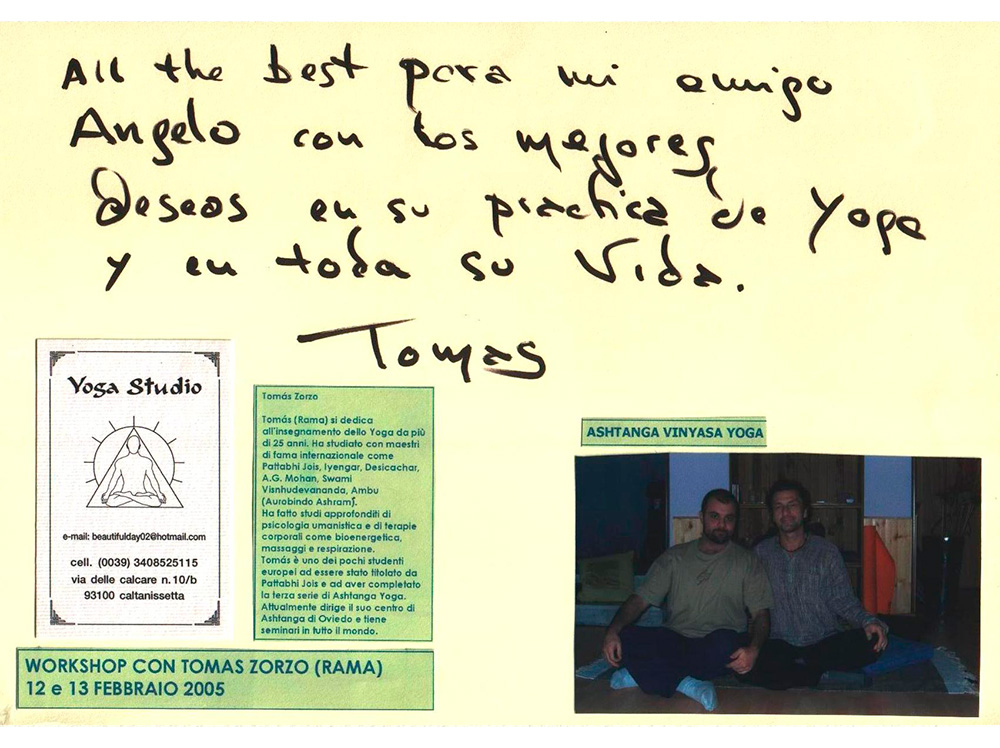 All the best para mi amigo
Angelo con los mejores
Deseos en su practica de Yoga
y en toda su Vida.
Tomas
Yoga Studio
e-mail: beautifulday02@hotmail.com
cell. (0039) 3408525115
via delle calcare n.10/b
93100 caltanissetta
Tomás Zorzo
Tomás (Rama) si dedica
all'insegnamento dello Yoga da più
di 25 anni. Ha studiato con maestri
di fama internazionale come
Pattabhi Jois, Iyengar, Desicachar,
A.G. Mohan, Swami
Visnhudevananda, Ambu
(Aurobindo Ashram).
Ha fatto studi approfonditi di
psicologia umanistica e di terapie
corporali come bioenergetica,
massaggi e respirazione.
Tomás è uno dei pochi studenti
europei ad essere stato titolato da
Pattabhi Jois e ad aver completato
la terza serie di Ashtanga Yoga.
Attualmente dirige il suo centro di
Ashtanga di Oviedo e tiene
seminari in tutto il mondo.
ASHTANGA VINYASA YOGA
WORKSHOP CON TOMAS ZORZO (RAMA)
12 e 13 FEBBRAIO 2005